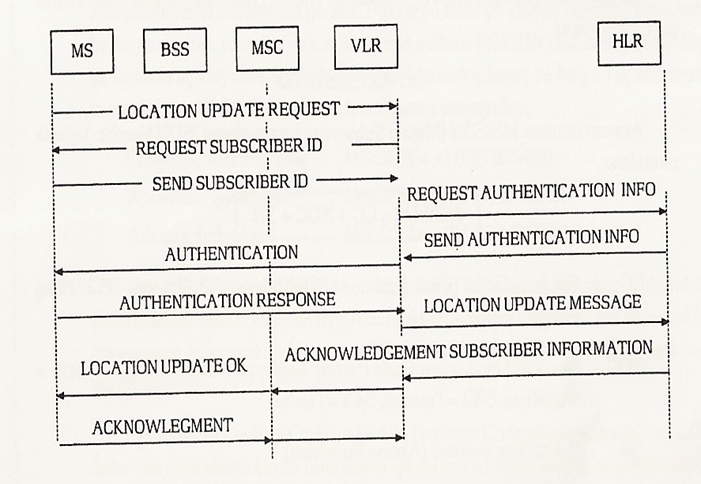 MS BSS MSC VLR HLR
LOCATION UPDATE REQUEST
REQUEST SUBSCRIBER ID
SEND SUBSCRIBER ID
REQUEST AUTHENTICATION INFO
SEND AUTHENTICATION INFO
AUTHENTICATION
AUTHENTICATION RESPONSE
LOCATION UPDATE MESSAGE
ACKNOWLEDGEMENT SUBSCRIBER INFORMATION
LOCATION UPDATE OK
ACKNOWLEGMENT